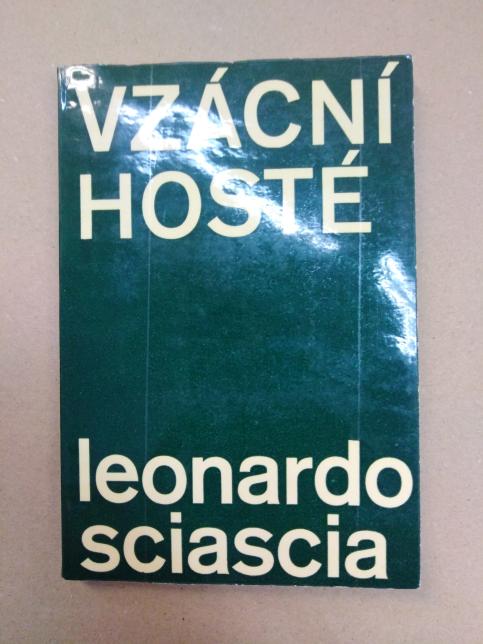 VZÁCNÍ
HOSTÉ
leonardo
sciascia